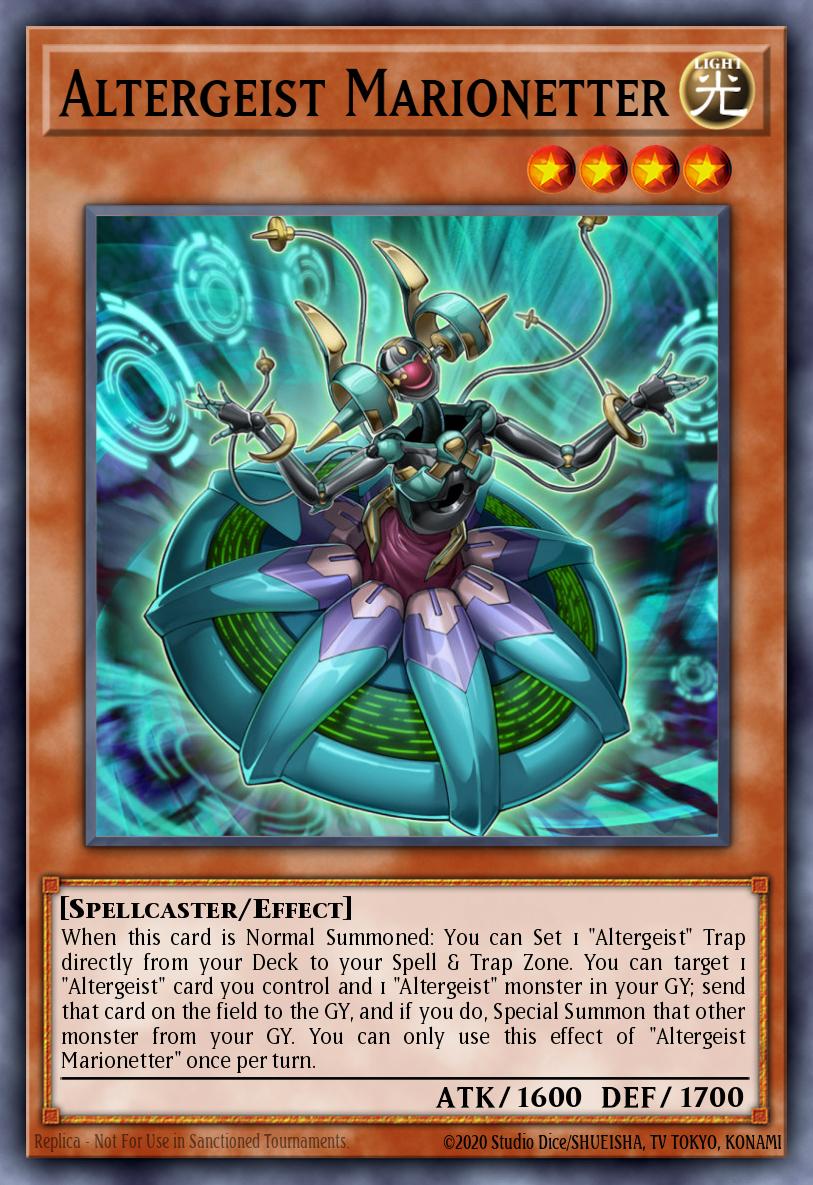 Altergeist Marionetter
LIGHT
光
[Spellcaster/Effect]
When this card is Normal Summoned: You can Set 1 "Altergeist" Trap
directly from your Deck to your Spell & Trap Zone. You can target 1
"Altergeist" card you control and 1 "Altergeist" monster in your GY; send
that card on the field to the GY, and if you do, Special Summon that other
monster from your GY. You can only use this effect of "Altergeist
Marionetter" once per turn.
ATK/1600 DEF/1700
Replica - Not For Use in Sanctioned Tournaments.
©2020 Studio Dice/SHUEISHA, TV TOKYO, KONAMI